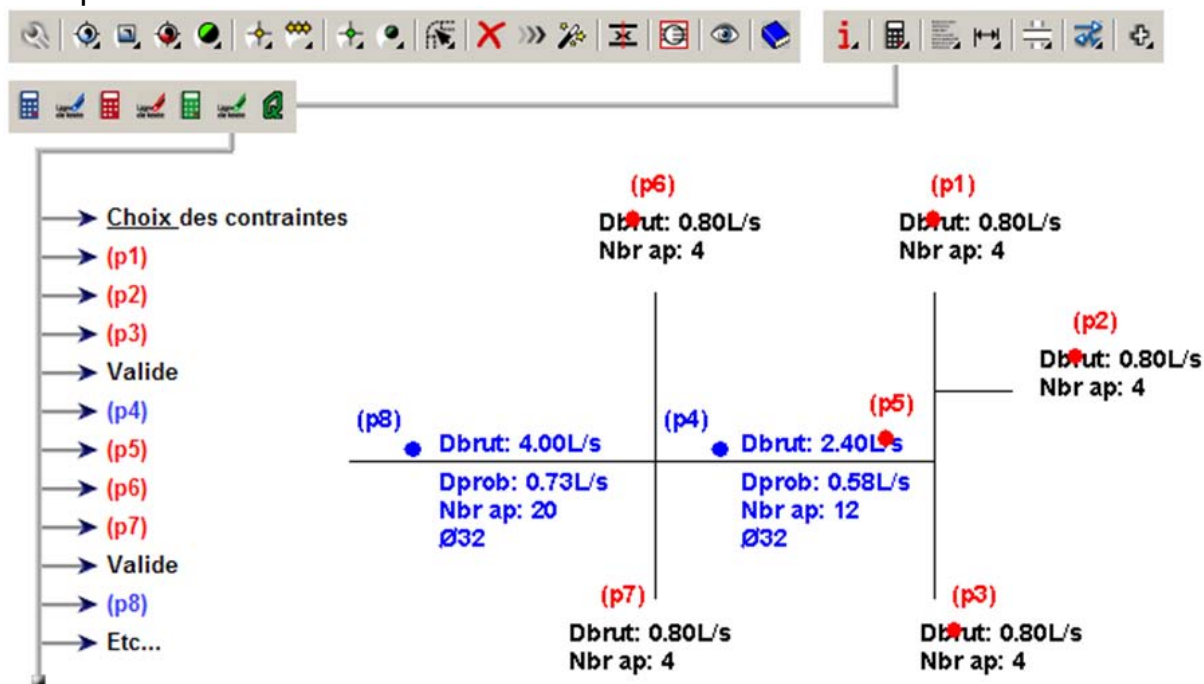 Choix des contraintes
(p1)
(p2)
(p3)
Valide
(p4)
(p5)
(p6)
(p7)
Valide
(p8)
Etc...
(p6)
Dbrut: 0.80L/s
Nbr ap: 4
(p1)
Dbrut: 0.80L/s
Nbr ap: 4
(p2)
Dbrut: 0.80L/s
Nbr ap: 4
(p8)
Dbrut: 4.00L/s
Dprob: 0.73L/s
Nbr ap: 20
Ø32
(p4)
(p5)
Dbrut: 2.40L/s
Dprob: 0.58L/s
Nbr ap: 12
Ø32
(p7)
Dbrut: 0.80L/s
Nbr ap: 4
(p3)
Dbrut: 0.80L/s
Nbr ap: 4